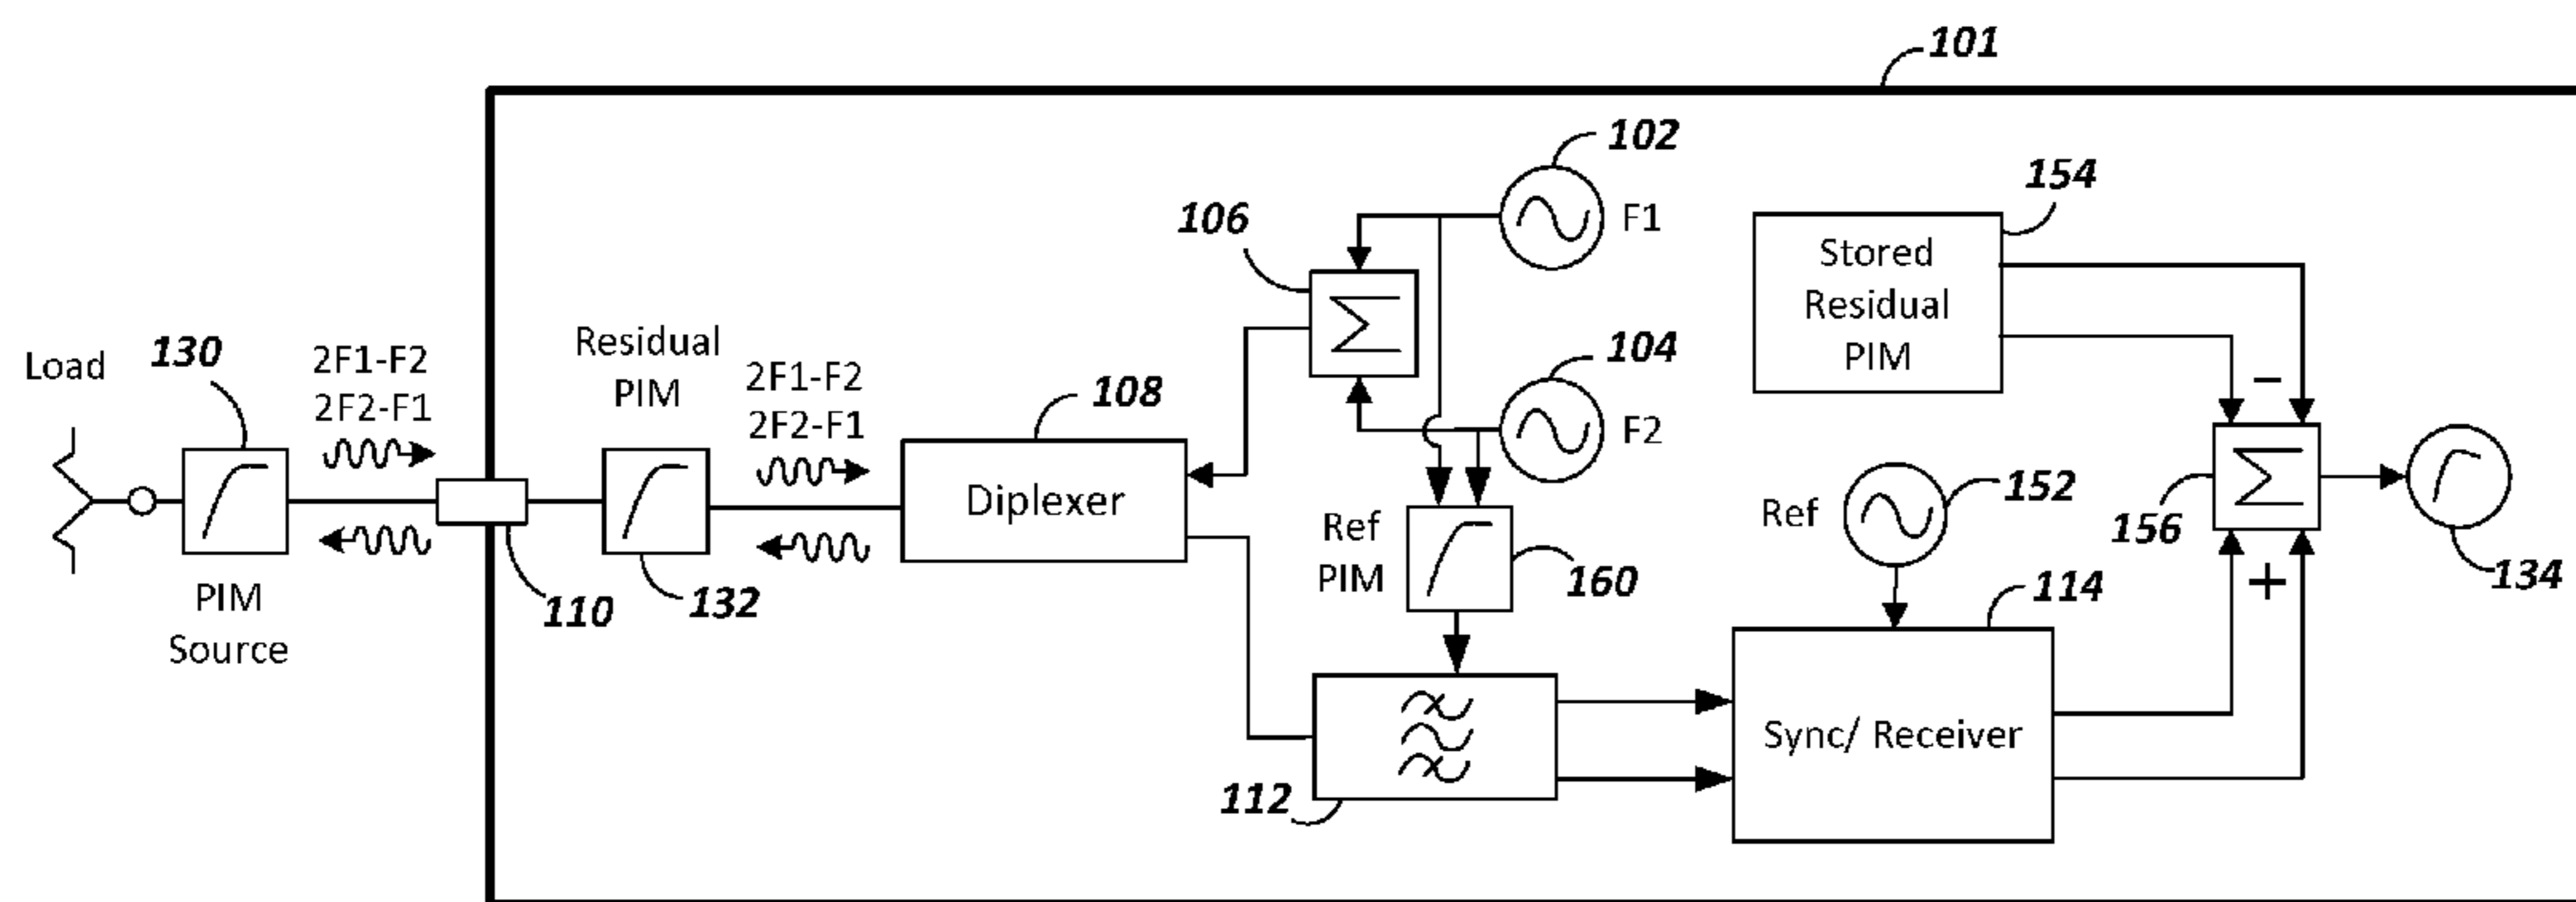 101
102
F1
154
Stored
Residual
PIM
106
104
F2
Load
130
2F1-F2
2F2-F1
Residual
PIM
2F1-F2
2F2-F1
108
Diplexer
Ref
PIM
160
Ref
152
−
156
+
134
PIM
Source
110
132
114
112
Sync/ Receiver